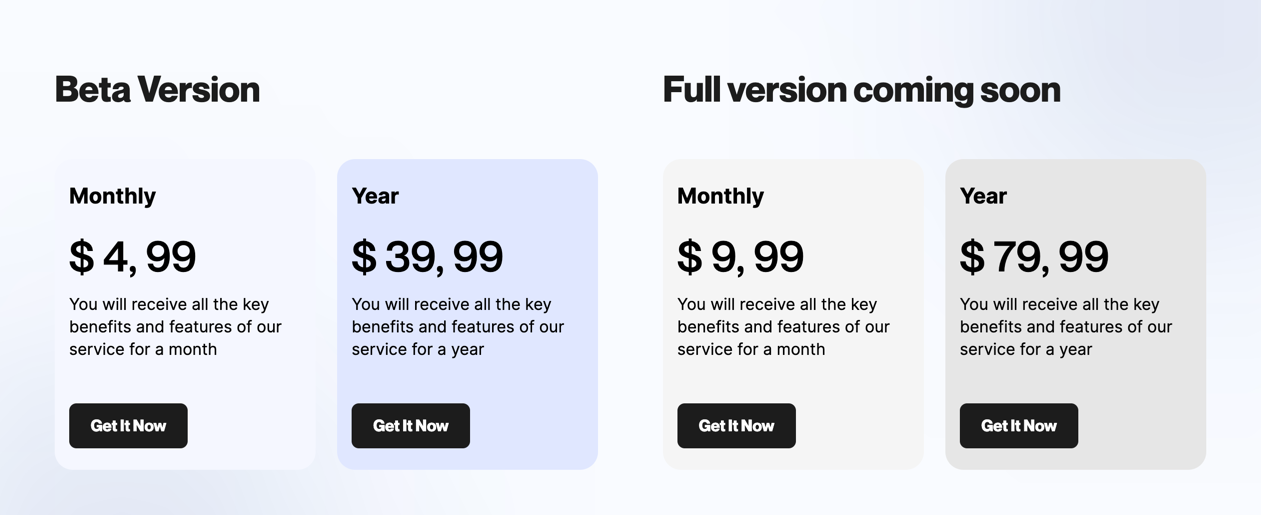 Beta Version
Monthly
$ 4, 99
You will receive all the key
benefits and features of our
service for a month
Get It Now
Year
$ 39, 99
You will receive all the key
benefits and features of our
service for a year
Get It Now
Full version coming soon
Monthly
$ 9, 99
You will receive all the key
benefits and features of our
service for a month
Get It Now
Year
$ 79, 99
You will receive all the key
benefits and features of our
service for a year
Get It Now